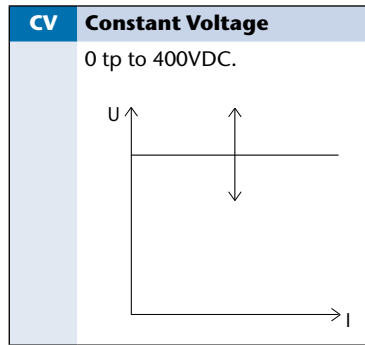 CV Constant Voltage
0 tp to 400VDC.
U
I